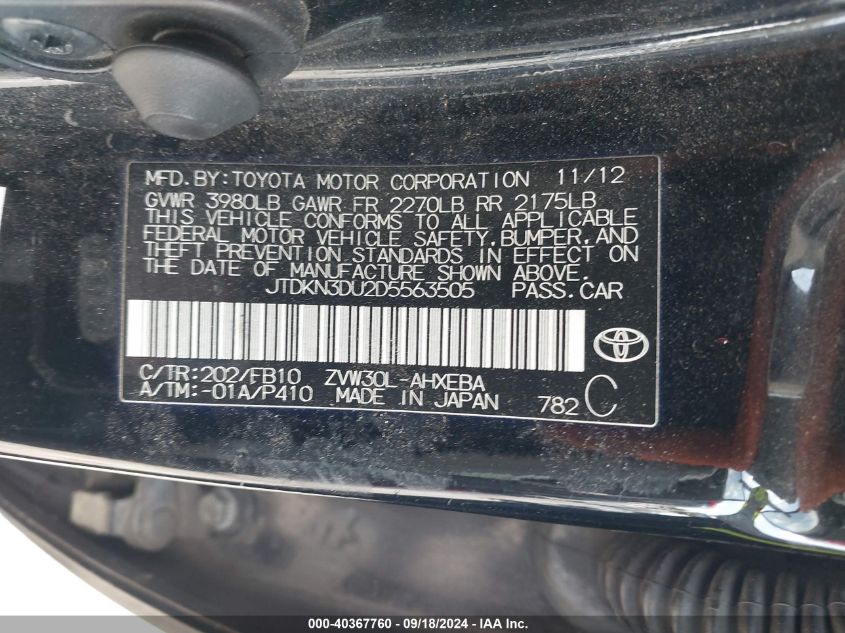 MFD.BY:TOYOTA MOTOR CORPORATION 11/12
GVWR 3980LB GAWR FR 2270LB RR 2175LB
THIS VEHICLE CONFORMS TO ALL APPLICABLE
FEDERAL MOTOR VEHICLE SAFETY,BUMPER,AND
THEFT PREVENTION STANDARDS IN EFFECT ON
THE DATE OF MANUFACTURE SHOWN ABOVE.
JTDKN3DU2D5563505 PASS.CAR
C/TR:202/FB10 ZVW30L-AHXEBA
A/TM:-01A/P410 MADE IN JAPAN 782 C
000-40367760 - 09/18/2024 - IAA, Inc.